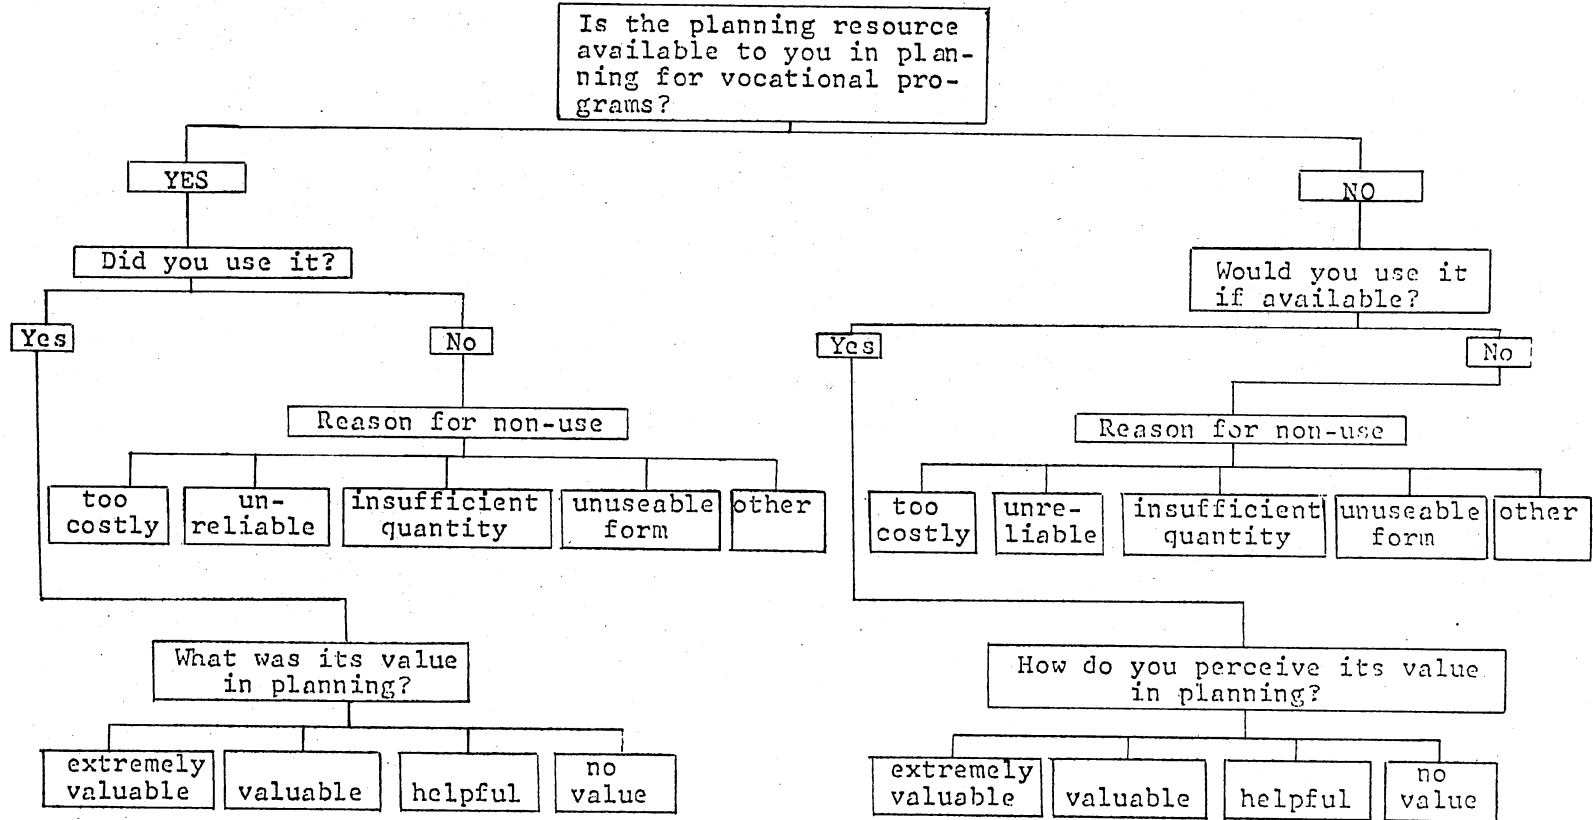 Is the planning resource
available to you in plan-
ning for vocational pro-
grams?
YES
NO
Did you use it?
Would you use it
if available?
Yes
No
Yes
No
Reason for non-use
Reason for non-use
too
costly
un-
reliable
insufficient
quantity
unuseable
form
other
too
costly
unre-
liable
insufficient
quantity
unuseable
form
other
What was its value
in planning?
How do you perceive its value
in planning?
extremely
valuable
valuable
helpful
no
value
extremely
valuable
valuable
helpful
no
value